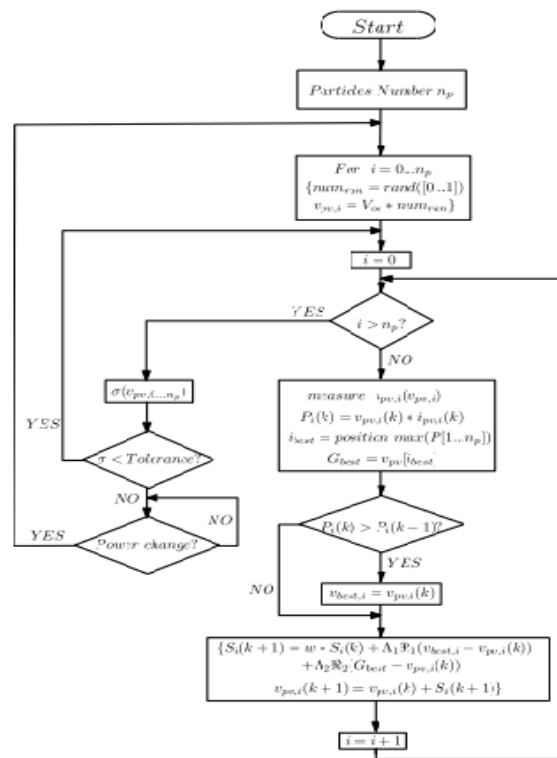 Start
Particles Number n_p
For i = 0...n_p
{num_ran = rand([0..1])
v_pv,i = V_oc * num_ran}
i = 0
i > n_p?
YES
NO
σ(v_pv,i...n_p)
measure i_pv,i(v_pv,i)
P_i(k) = v_pv,i(k) * i_pv,i(k)
i_best = position max(P[1...n_p])
G_best = v_pv[i_best]
YES
σ < Tolerance?
NO
NO
YES
Power change?
P_i(k) > P_i(k − 1)?
YES
NO
v_best,i = v_pv,i(k)
{S_i(k + 1) = w * S_i(k) + Λ_1ℜ_1(v_best,i − v_pv,i(k))
+Λ_2ℜ_2[G_best − v_pv,i(k))
v_pv,i(k + 1) = v_pv,i(k) + S_i(k + 1)}
i = i + 1